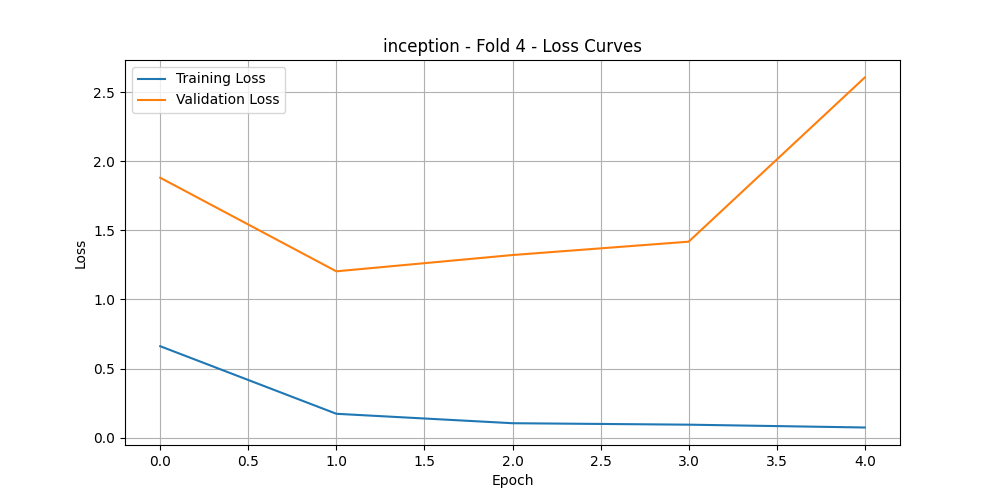 inception - Fold 4 - Loss Curves
Training Loss
Validation Loss
2.5
2.0
1.5
1.0
0.5
0.0
Loss
0.0 0.5 1.0 1.5 2.0 2.5 3.0 3.5 4.0
Epoch